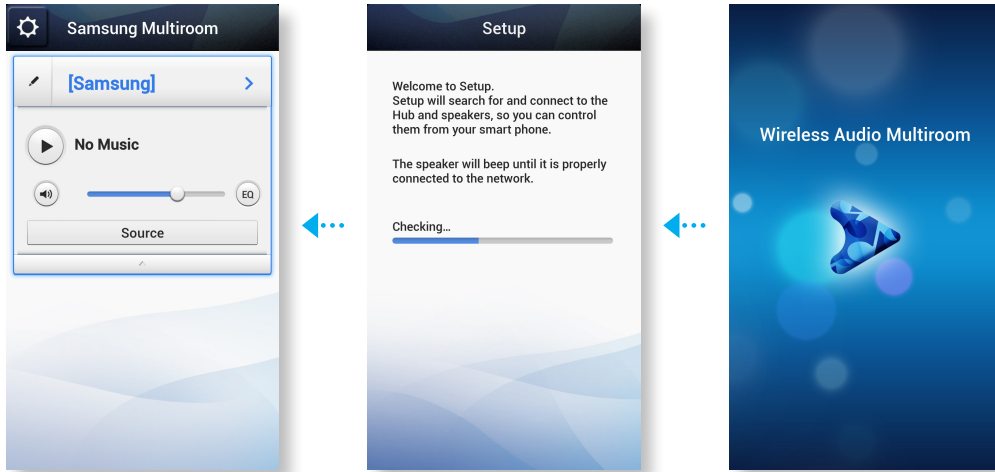 Samsung Multiroom
[Samsung]
No Music
EQ
Source
Setup
Welcome to Setup.
Setup will search for and connect to the
Hub and speakers, so you can control
them from your smart phone.
The speaker will beep until it is properly
connected to the network.
Checking...
Wireless Audio Multiroom